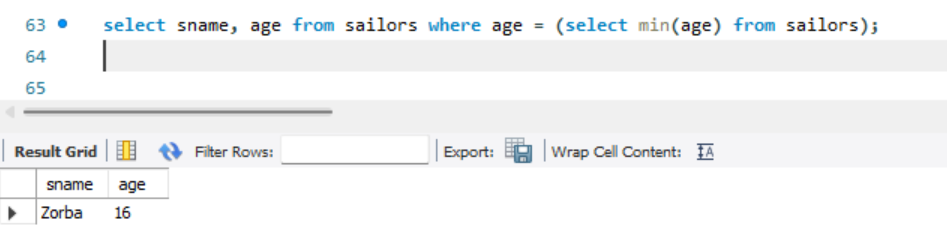 63 select sname, age from sailors where age = (select min(age) from sailors);
64
65
Result Grid Filter Rows: Export: Wrap Cell Content: IA
sname age
Zorba 16